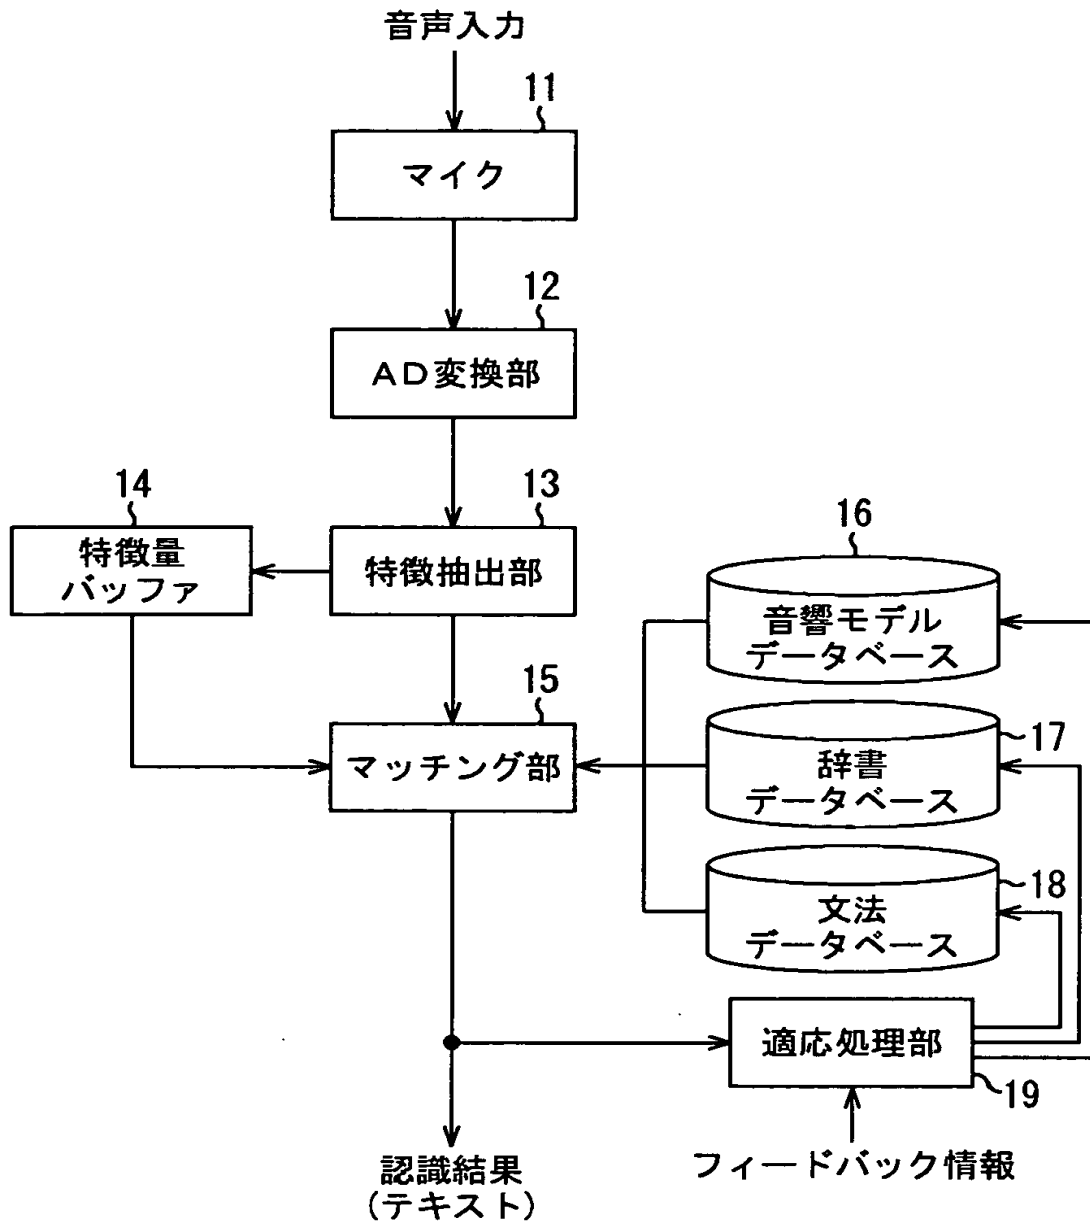 音声入力
11
マイク
12
AD変換部
13
特徴抽出部
14
特徴量
バッファ
15
マッチング部
16
音響モデル
データベース
17
辞書
データベース
18
文法
データベース
適応処理部
19
フィードバック情報
認識結果
(テキスト)